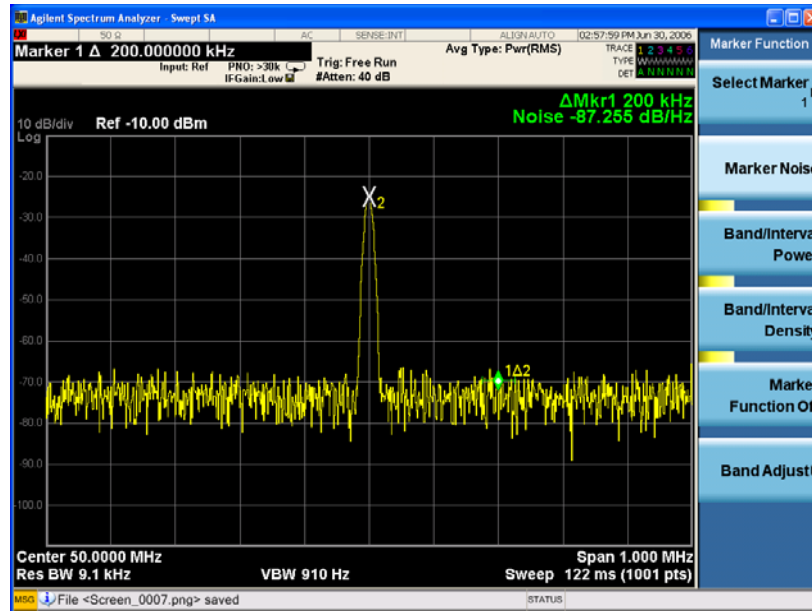 Agilent Spectrum Analyzer - Swept SA
50 Ω AC SENSE:INT ALIGN AUTO 02:57:59 PM Jun 30, 2006
Marker 1 Δ 200.000000 kHz
Input: Ref PNO: >30k Trig: Free Run
IFGain:Low #Atten: 40 dB
Avg Type: Pwr(RMS)
TRACE 1 2 3 4 5 6
TYPE
DET A N N N N N
ΔMkr1 200 kHz
Noise -87.255 dB/Hz
10 dB/div Ref -10.00 dBm
Log
-20.0
-30.0
-40.0
-50.0
-60.0
-70.0
-80.0
-90.0
-100.0
X2
1Δ2
Center 50.0000 MHz Span 1.000 MHz
Res BW 9.1 kHz VBW 910 Hz Sweep 122 ms (1001 pts)
MSG File <Screen_0007.png> saved STATUS
Marker Function
Select Marker
1
Marker Noise
Band/Interva
Powe
Band/Interva
Density
Marke
Function Of
Band Adjust